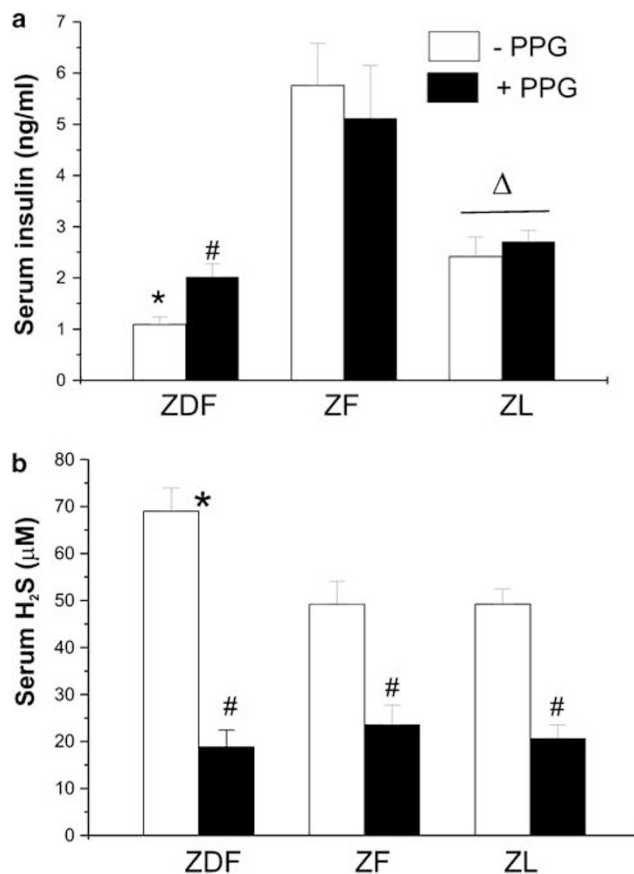 a
Serum insulin (ng/ml)
7
6
5
4
3
2
1
0
- PPG
+ PPG
*
#
Δ
ZDF ZF ZL
b
Serum H₂S (μM)
80
70
60
50
40
30
20
10
0
*
#
#
#
ZDF ZF ZL